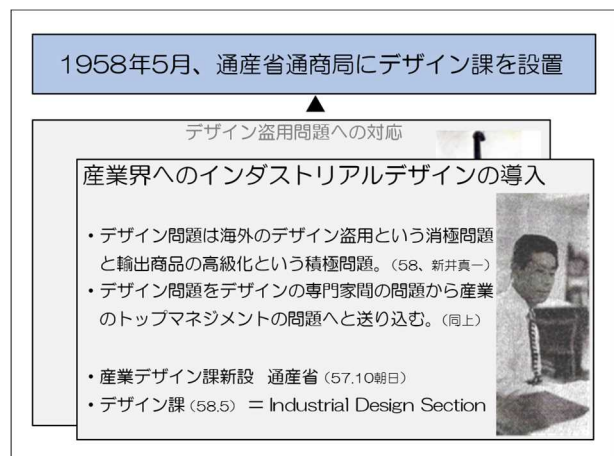 1958年5月、通産省通商局にデザイン課を設置
デザイン盗用問題への対応
産業界へのインダストリアルデザインの導入
・デザイン問題は海外のデザイン盗用という消極問題
と輸出商品の高級化という積極問題。（58、新井真一）
・デザイン問題をデザインの専門家間の問題から産業
のトップマネジメントの問題へと送り込む。（同上）
・産業デザイン課新設 通産省（57.10朝日）
・デザイン課（58.5）＝ Industrial Design Section